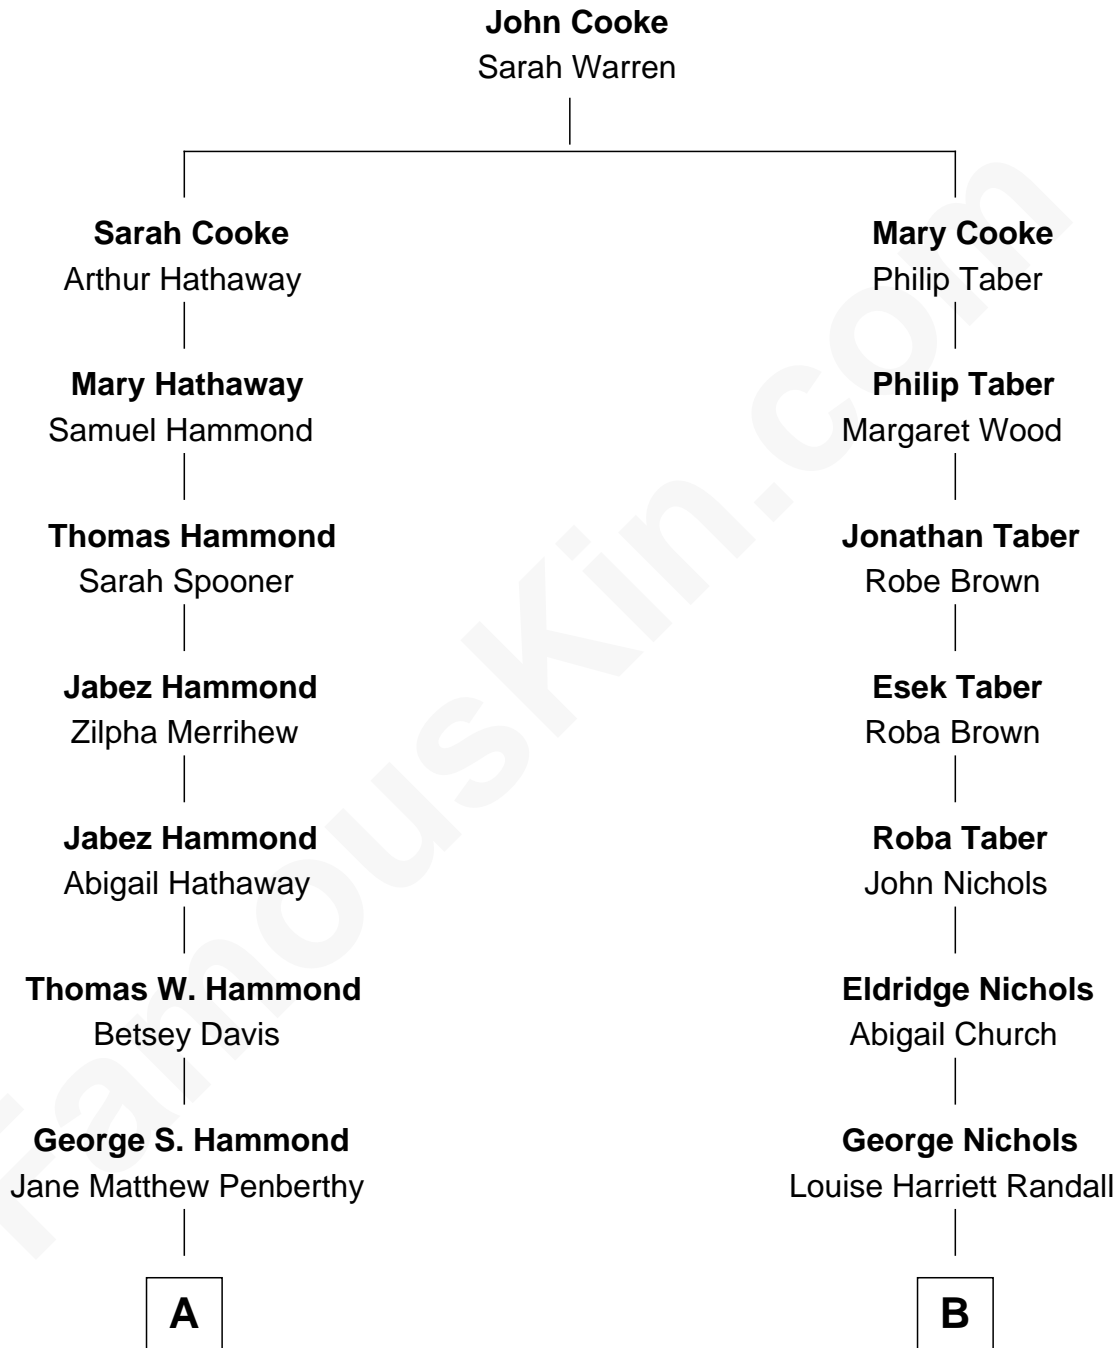 John Cooke
Sarah Warren
Sarah Cooke
Arthur Hathaway
Mary Cooke
Philip Taber
Mary Hathaway
Samuel Hammond
Philip Taber
Margaret Wood
Thomas Hammond
Sarah Spooner
Jonathan Taber
Robe Brown
Jabez Hammond
Zilpha Merrihew
Esek Taber
Roba Brown
Jabez Hammond
Abigail Hathaway
Roba Taber
John Nichols
Thomas W. Hammond
Betsey Davis
Eldridge Nichols
Abigail Church
George S. Hammond
Jane Matthew Penberthy
George Nichols
Louise Harriett Randall
A
B
FamousKin.com